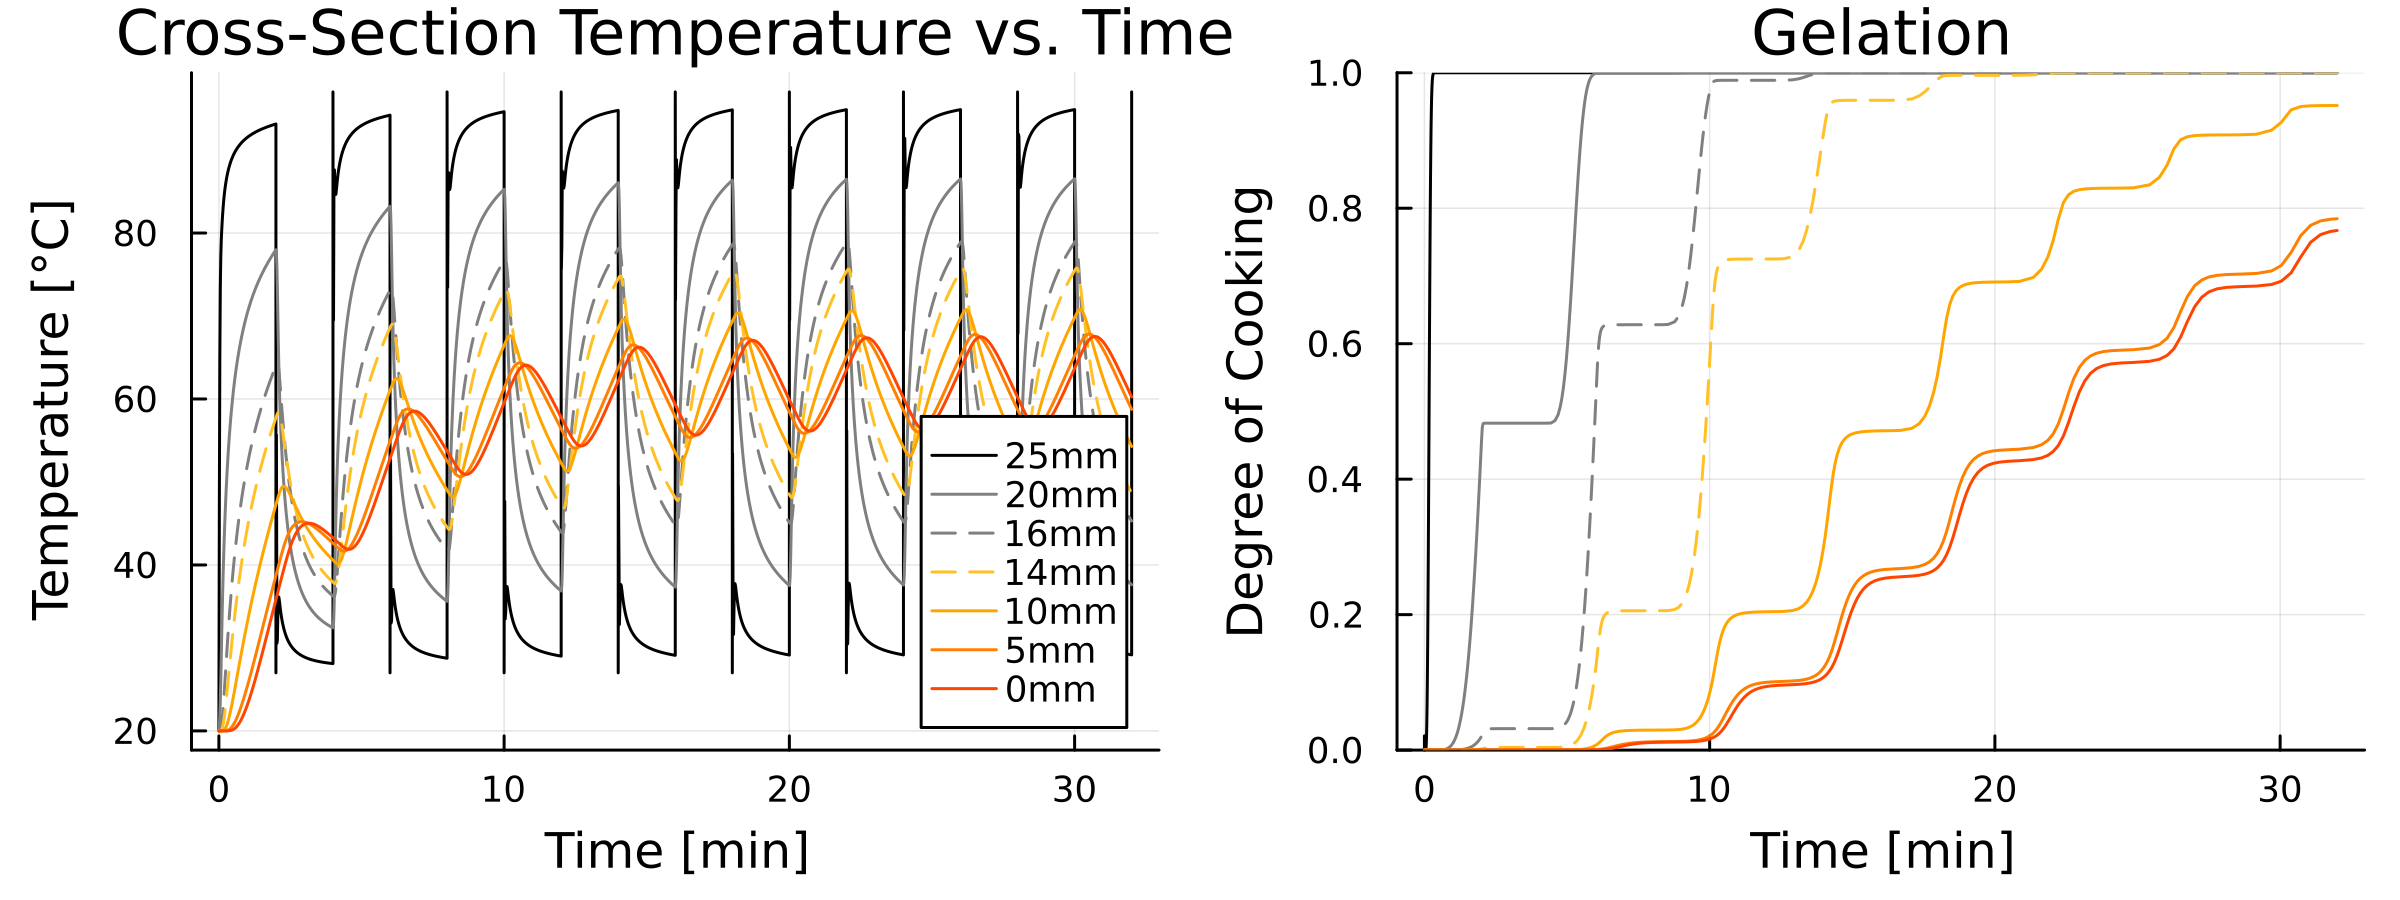 Cross-Section Temperature vs. Time
Temperature [°C]
80
60
40
20
0
10
20
30
Time [min]
25mm
20mm
16mm
14mm
10mm
5mm
0mm
Gelation
Degree of Cooking
1.0
0.8
0.6
0.4
0.2
0.0
0
10
20
30
Time [min]